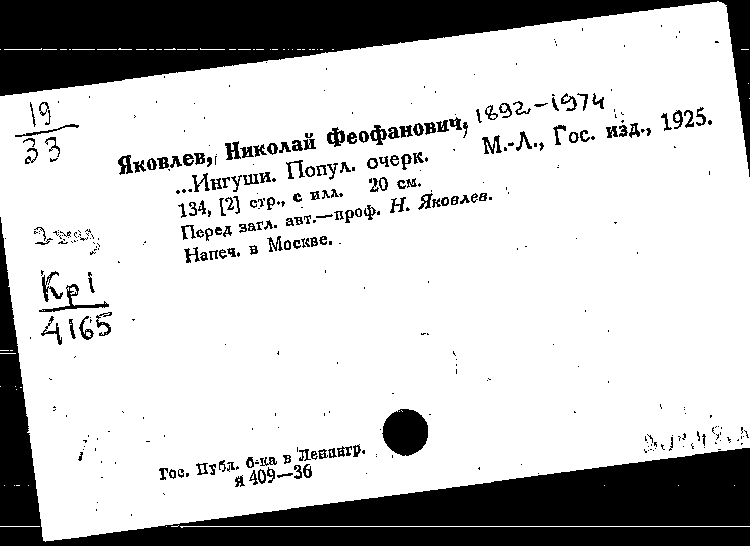 19
33
Яковлев, Николай Феофанович, 1892-1974
...Ингуши. Попул. очерк. М.-Л., Гос. изд., 1925.
134, [2] стр., с илл. 20 см.
Перед загл. авт.—проф. Н. Яковлев.
Напеч. в Москве.
Кр1
4165
Гос. Публ. б-ка в Ленингр.
я 409—36